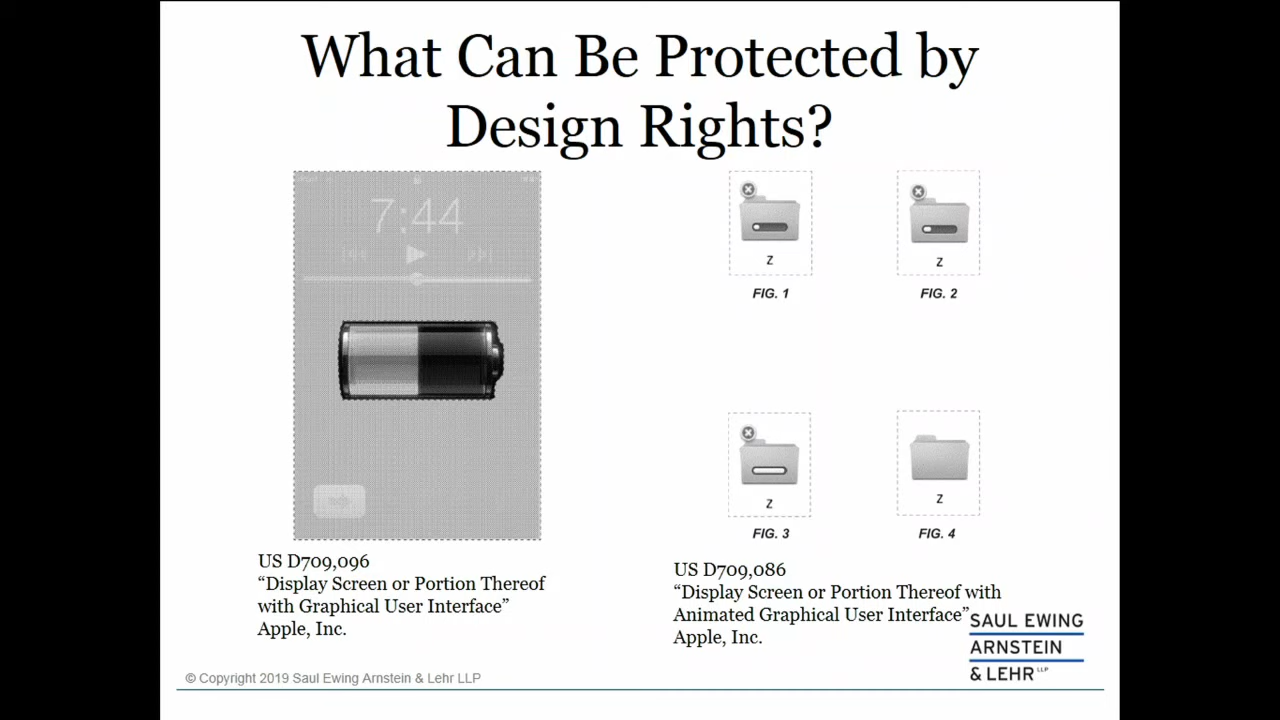 What Can Be Protected by
Design Rights?
7:44
Z
FIG. 1
Z
FIG. 2
Z
FIG. 3
Z
FIG. 4
US D709,096
“Display Screen or Portion Thereof
with Graphical User Interface”
Apple, Inc.
US D709,086
“Display Screen or Portion Thereof with
Animated Graphical User Interface”
Apple, Inc.
SAUL EWING
ARNSTEIN
& LEHR LLP
© Copyright 2019 Saul Ewing Arnstein & Lehr LLP